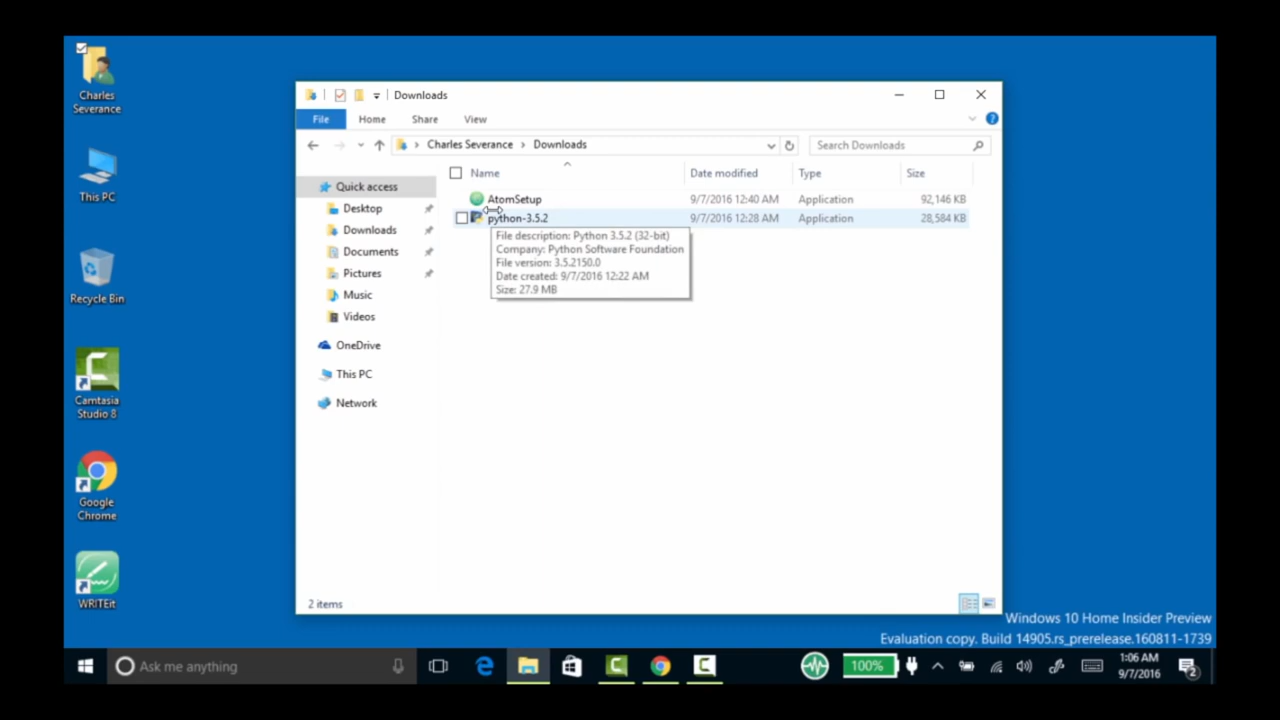 Charles
Severance
This PC
Recycle Bin
Camtasia
Studio 8
Google
Chrome
WRITEit
Downloads
File Home Share View
Charles Severance > Downloads
Search Downloads
Quick access
Desktop
Downloads
Documents
Pictures
Music
Videos
OneDrive
This PC
Network
Name Date modified Type Size
AtomSetup 9/7/2016 12:40 AM Application 92,146 KB
python-3.5.2 9/7/2016 12:28 AM Application 28,584 KB
File description: Python 3.5.2 (32-bit)
Company: Python Software Foundation
File version: 3.5.2150.0
Date created: 9/7/2016 12:22 AM
Size: 27.9 MB
2 items
Windows 10 Home Insider Preview
Evaluation copy. Build 14905.rs_prerelease.160811-1739
Ask me anything
100%
1:06 AM
9/7/2016
2